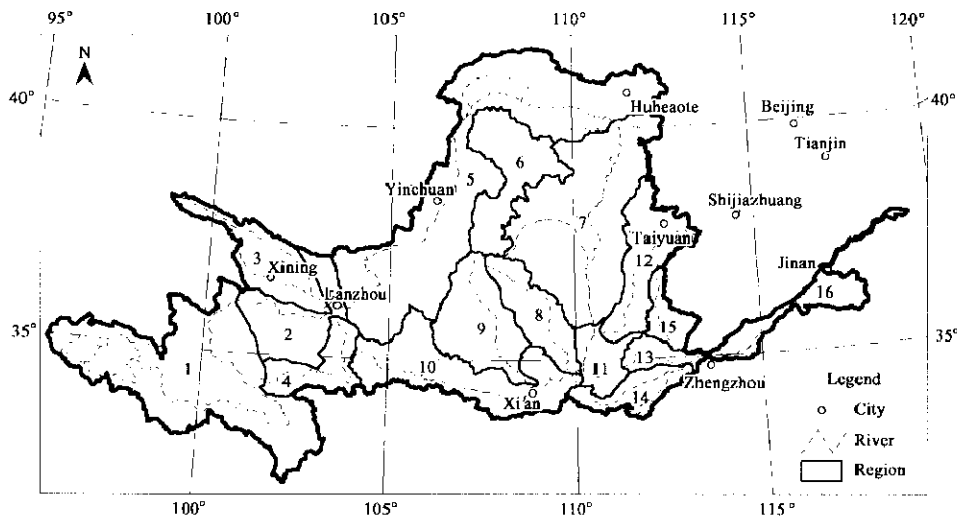 95° 100° 105° 110° 115° 120°
N
40° 40°
Huheaote
Beijing
Tianjin
6
5
Yinchuan
Shijiazhuang
7
Taiyuan
12
3
Xining
Jinan
Lanzhou
16
2
15
35° 35°
9
8
13
1
10
11
Zhengzhou
4
Xi'an
14
Legend
City
River
Region
100° 105° 110° 115°